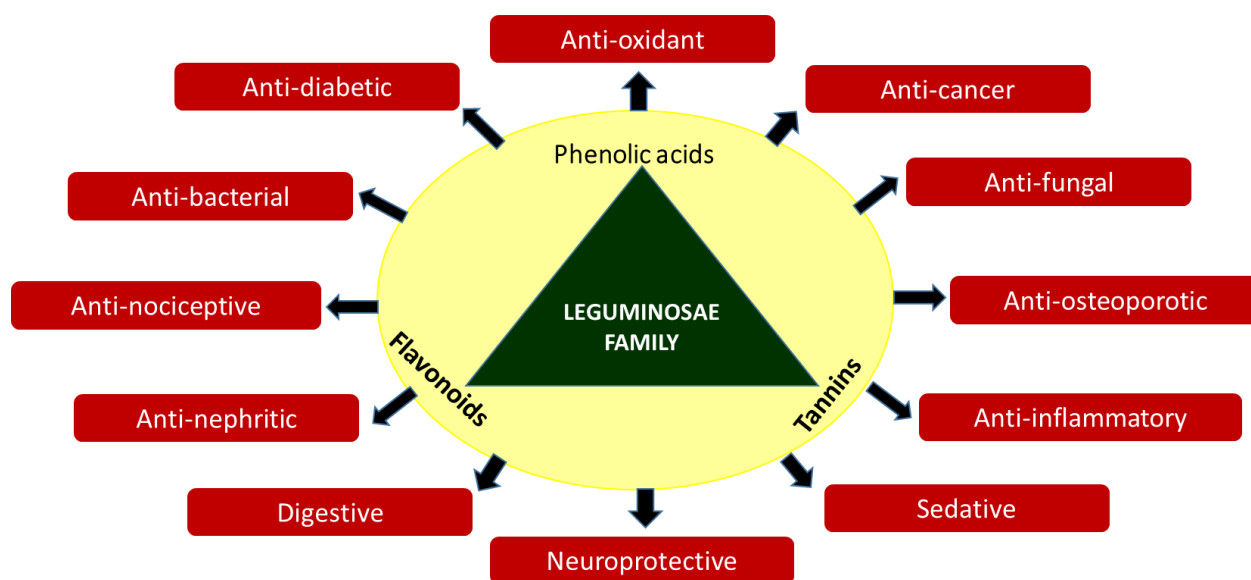 Anti-oxidant
Anti-diabetic
Anti-cancer
Phenolic acids
Anti-bacterial
Anti-fungal
Anti-nociceptive
Anti-osteoporotic
LEGUMINOSAE
FAMILY
Flavonoids
Tannins
Anti-nephritic
Anti-inflammatory
Digestive
Sedative
Neuroprotective